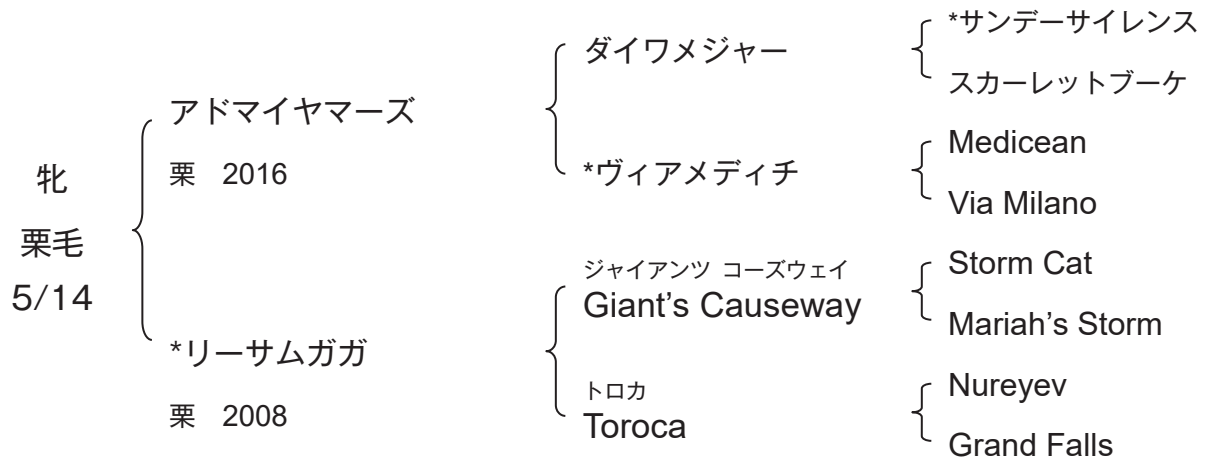 牝
栗毛
5/14
アドマイヤマーズ
栗 2016
*リーサムガガ
栗 2008
ダイワメジャー
*ヴィアメディチ
ジャイアンツ コーズウェイ
Giant's Causeway
トロカ
Toroca
*サンデーサイレンス
スカーレットブーケ
Medicean
Via Milano
Storm Cat
Mariah's Storm
Nureyev
Grand Falls